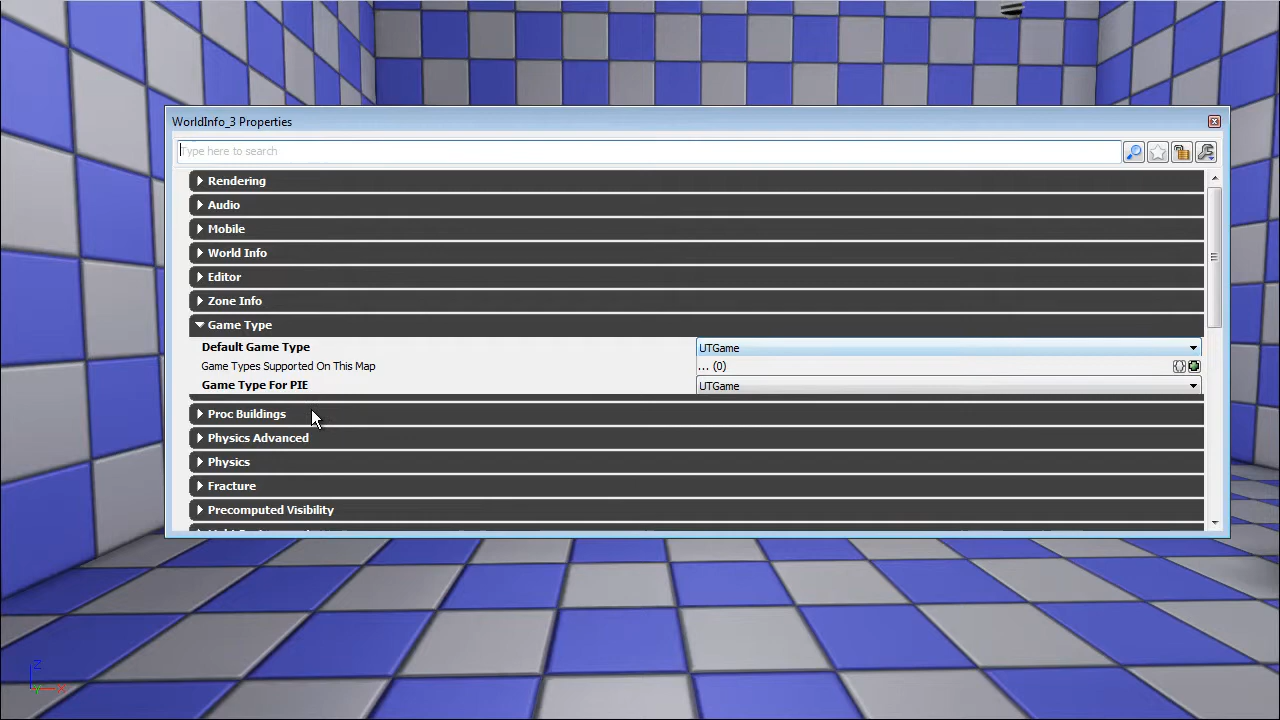 WorldInfo_3 Properties
Type here to search
Rendering
Audio
Mobile
World Info
Editor
Zone Info
Game Type
Default Game Type UTGame
Game Types Supported On This Map ... (0)
Game Type For PIE UTGame
Proc Buildings
Physics Advanced
Physics
Fracture
Precomputed Visibility
Z
X